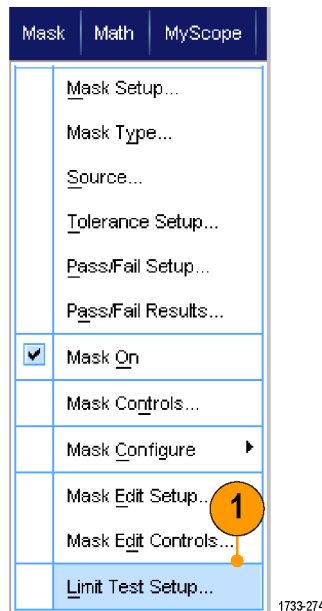 Mask Math MyScope
Mask Setup...
Mask Type...
Source...
Tolerance Setup...
Pass/Fail Setup...
Pass/Fail Results...
Mask On
Mask Controls...
Mask Configure
Mask Edit Setup...
1
Mask Edit Controls...
Limit Test Setup...